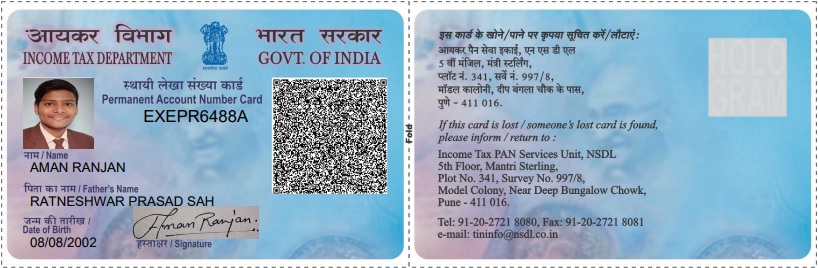 आयकर विभाग
INCOME TAX DEPARTMENT
भारत सरकार
GOVT. OF INDIA
स्थायी लेखा संख्या कार्ड
Permanent Account Number Card
EXEPR6488A
नाम / Name
AMAN RANJAN
पिता का नाम / Father's Name
RATNESHWAR PRASAD SAH
जन्म की तारीख /
Date of Birth
08/08/2002
Aman Ranjan.
हस्ताक्षर / Signature
Fold
इस कार्ड के खोने/पाने पर कृपया सूचित करें/लौटाएं :
आयकर पैन सेवा इकाई, एन एस डी एल
5 वीं मंजिल, मंत्री स्टर्लिंग,
प्लॉट नं. 341, सर्वे नं. 997/8,
मॉडल कालोनी, दीप बंगला चौक के पास,
पुणे - 411 016.
If this card is lost / someone's lost card is found,
please inform / return to :
Income Tax PAN Services Unit, NSDL
5th Floor, Mantri Sterling,
Plot No. 341, Survey No. 997/8,
Model Colony, Near Deep Bungalow Chowk,
Pune - 411 016.
Tel: 91-20-2721 8080, Fax: 91-20-2721 8081
e-mail: tininfo@nsdl.co.in
HOLO
GRAM